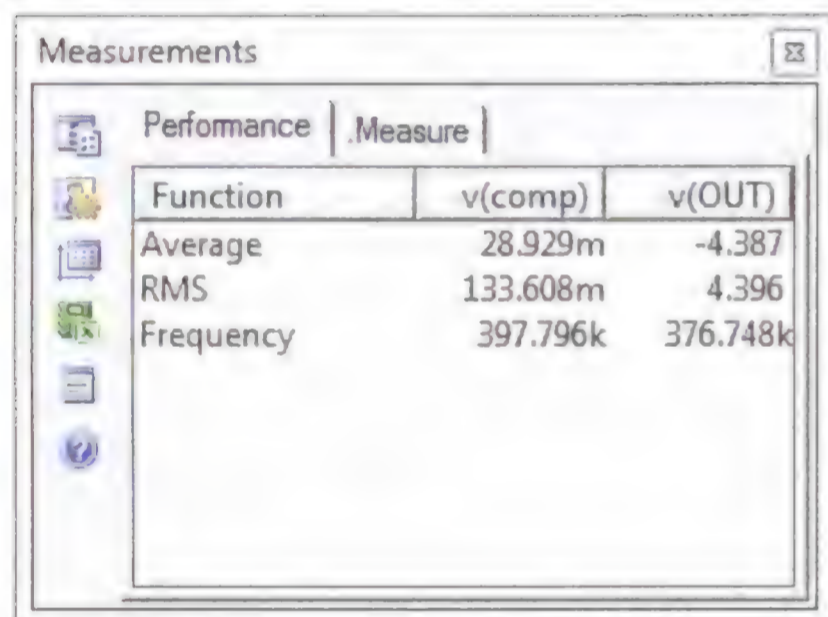 Measurements
Performance .Measure
Function v(comp) v(OUT)
Average 28.929m -4.387
RMS 133.608m 4.396
Frequency 397.796k 376.748k